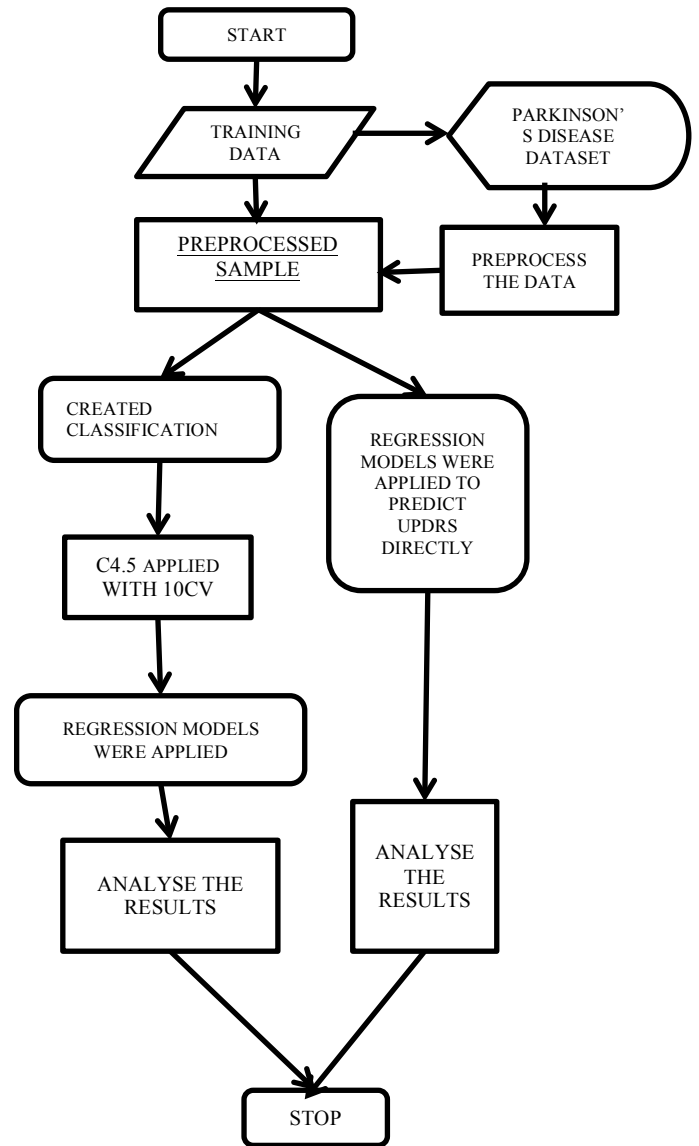 START
TRAINING
DATA
PARKINSON'
S DISEASE
DATASET
PREPROCESSED
SAMPLE
PREPROCESS
THE DATA
CREATED
CLASSIFICATION
REGRESSION
MODELS WERE
APPLIED TO
PREDICT
UPDRS
DIRECTLY
C4.5 APPLIED
WITH 10CV
REGRESSION MODELS
WERE APPLIED
ANALYSE THE
RESULTS
ANALYSE
THE
RESULTS
STOP